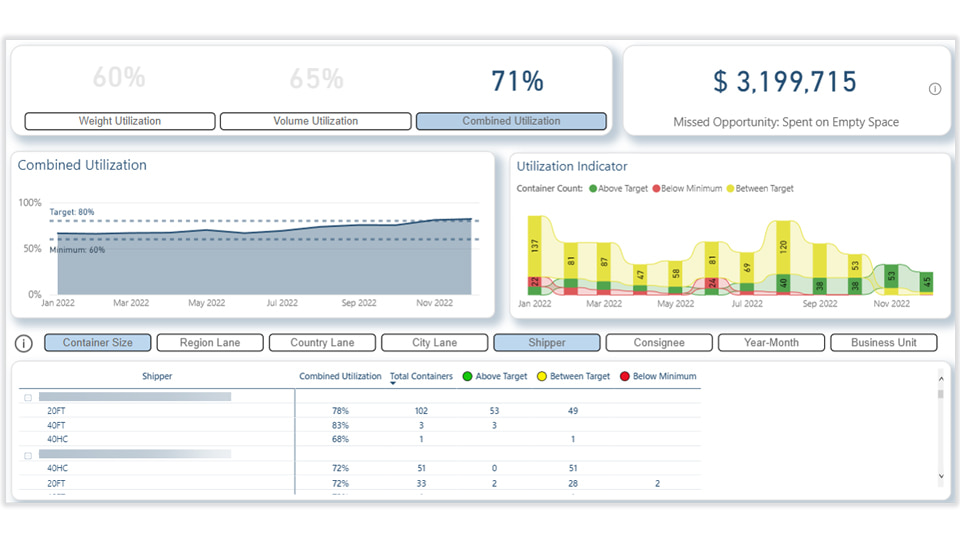 60% 65% 71%
Weight Utilization Volume Utilization Combined Utilization
$ 3,199,715
Missed Opportunity: Spent on Empty Space
Combined Utilization
100%
Target: 80%
50%
Minimum: 60%
0%
Jan 2022 Mar 2022 May 2022 Jul 2022 Sep 2022 Nov 2022
Utilization Indicator
Container Count: Above Target Below Minimum Between Target
137 81 87 47 58 81 69 120 53
22 24 40 38 38 53 45
Jan 2022 Mar 2022 May 2022 Jul 2022 Sep 2022 Nov 2022
Container Size Region Lane Country Lane City Lane Shipper Consignee Year-Month Business Unit
Shipper Combined Utilization Total Containers Above Target Between Target Below Minimum
20FT 78% 102 53 49
40FT 83% 3 3
40HC 68% 1 1
40HC 72% 51 0 51
20FT 72% 33 2 28 2